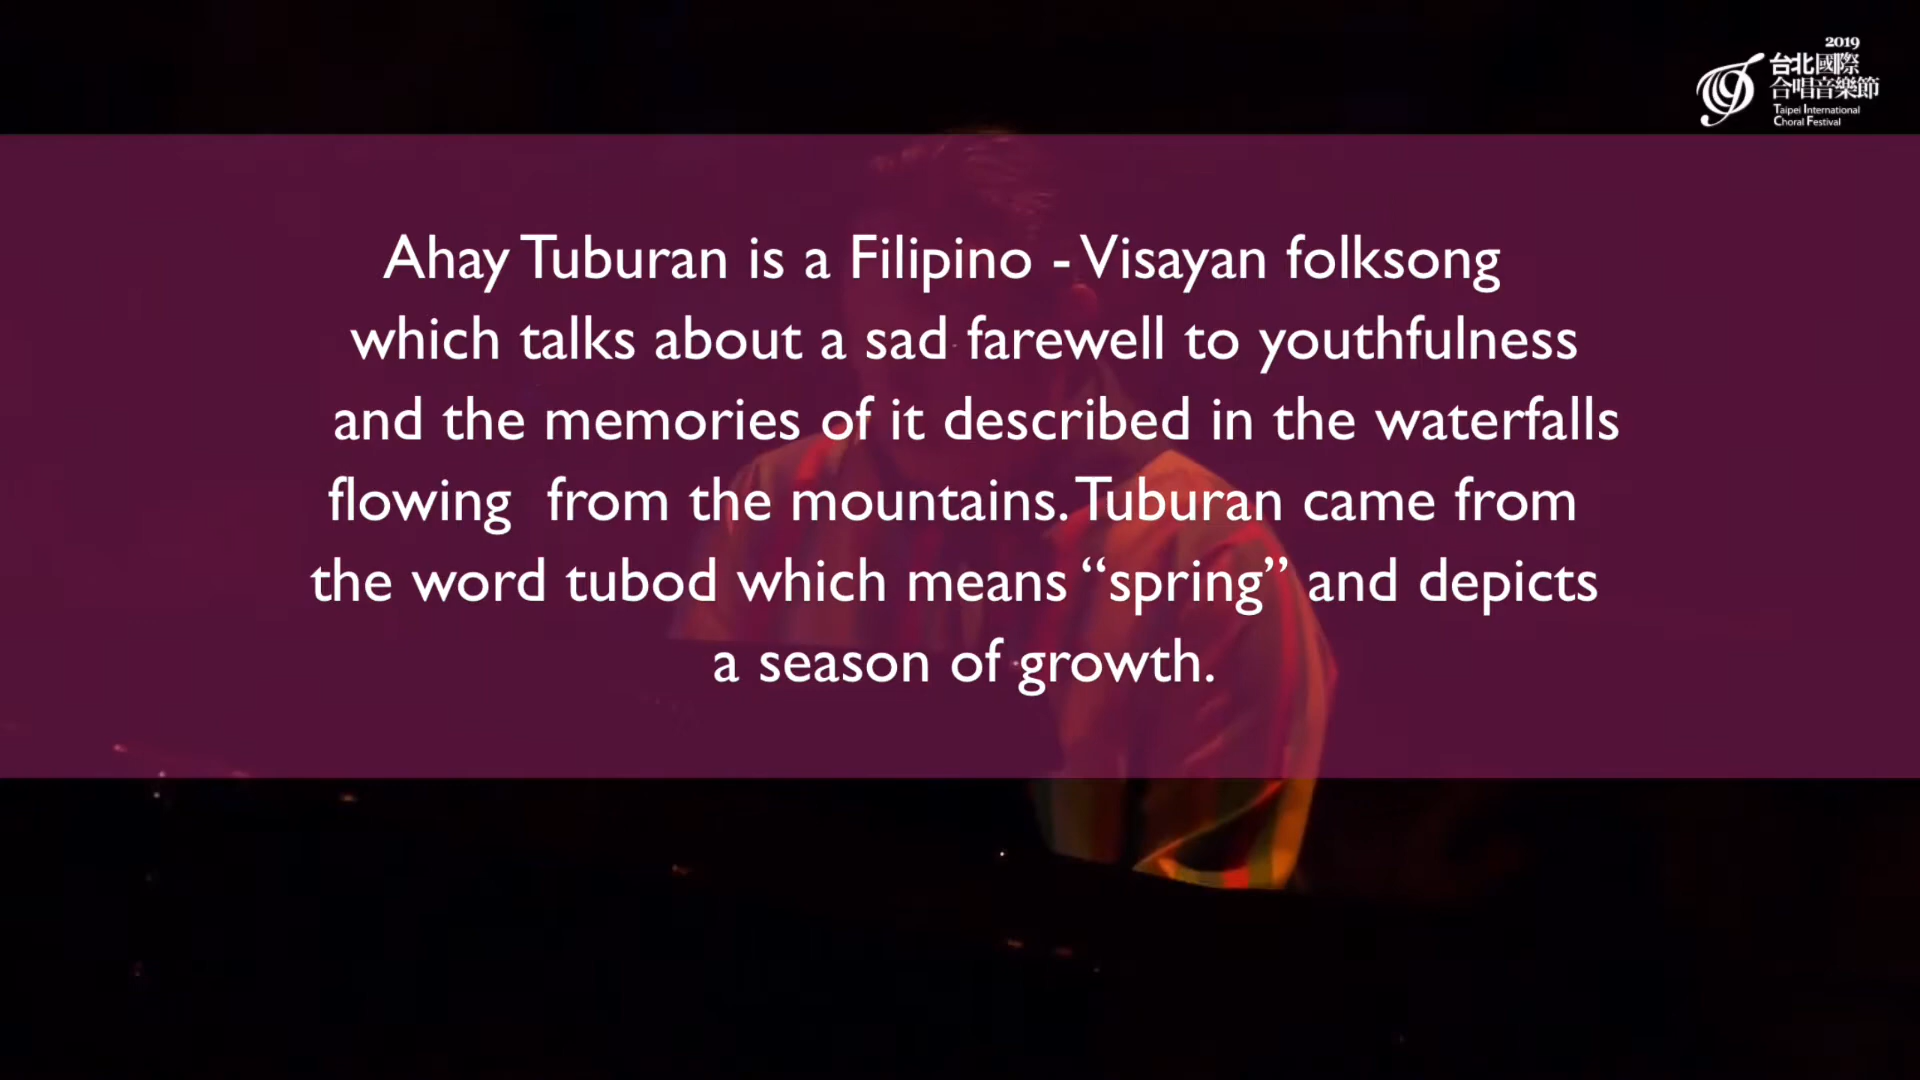 2019
台北國際
合唱音樂節
Taipei International
Choral Festival
Ahay Tuburan is a Filipino - Visayan folksong
which talks about a sad farewell to youthfulness
and the memories of it described in the waterfalls
flowing from the mountains. Tuburan came from
the word tubod which means “spring” and depicts
a season of growth.